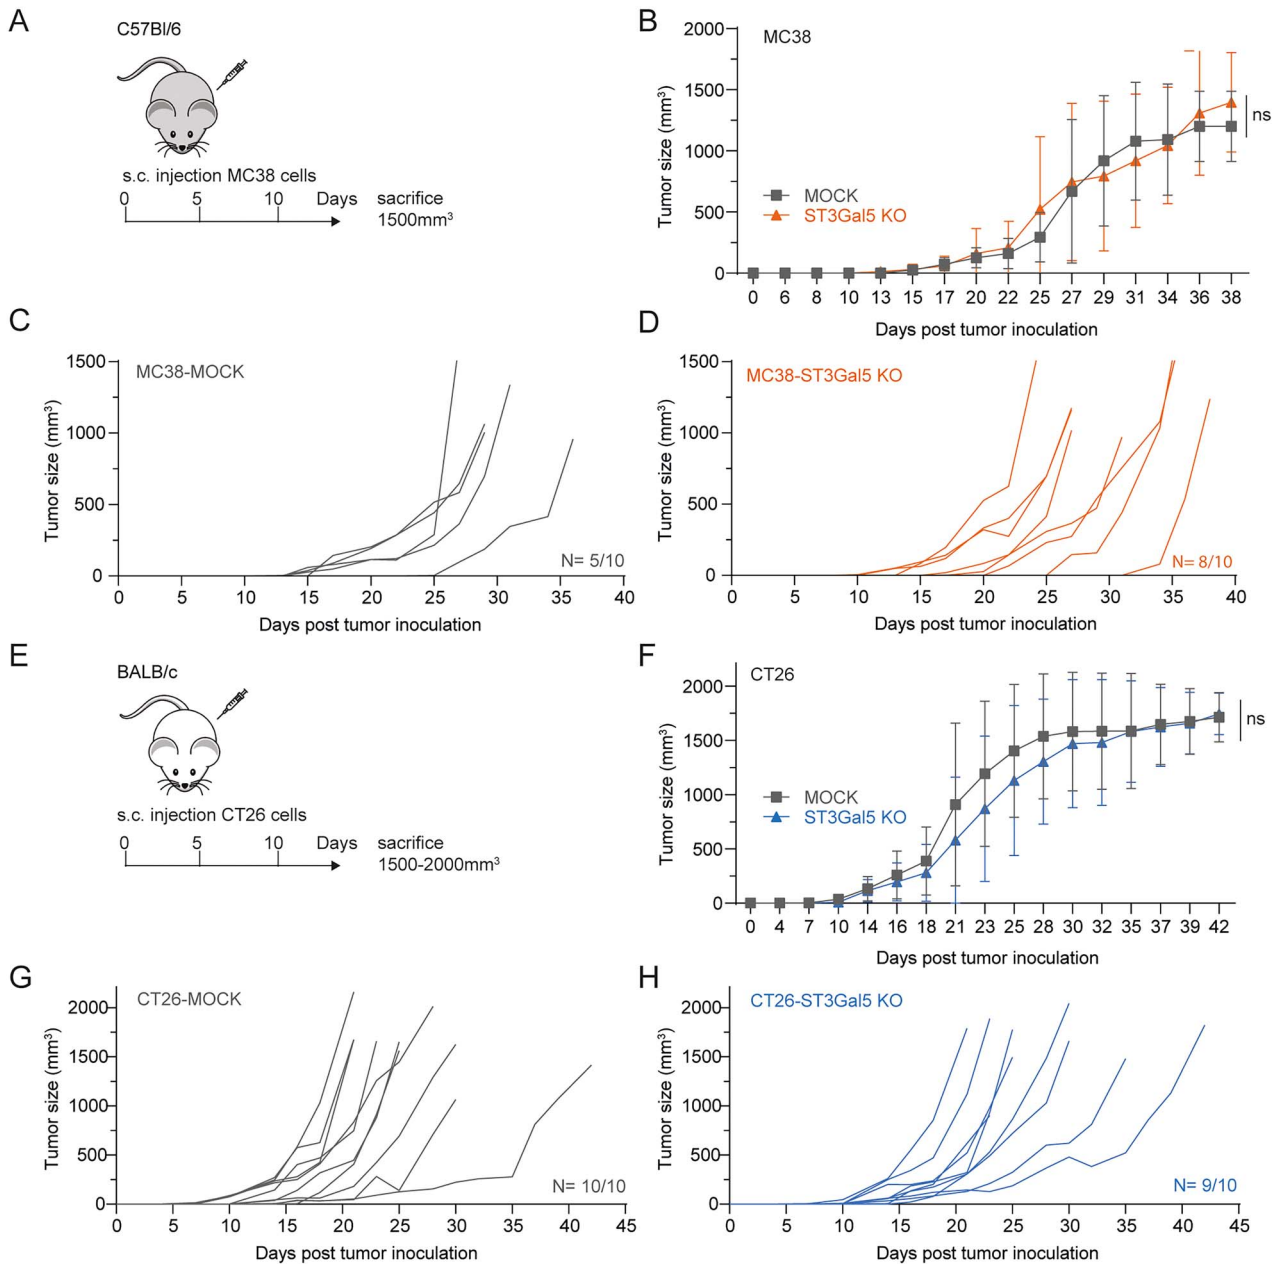 A
C57Bl/6
s.c. injection MC38 cells
0 5 10 Days
sacrifice
1500mm³
B
MC38
Tumor size (mm³)
2000
1500
1000
500
0
MOCK
ST3Gal5 KO
ns
0 6 8 10 13 15 17 20 22 25 27 29 31 34 36 38
Days post tumor inoculation
C
MC38-MOCK
Tumor size (mm³)
1500
1000
500
0
N= 5/10
0 5 10 15 20 25 30 35 40
Days post tumor inoculation
D
MC38-ST3Gal5 KO
Tumor size (mm³)
1500
1000
500
0
N= 8/10
0 5 10 15 20 25 30 35 40
Days post tumor inoculation
E
BALB/c
s.c. injection CT26 cells
0 5 10 Days
sacrifice
1500-2000mm³
F
CT26
Tumor size (mm³)
2000
1500
1000
500
0
MOCK
ST3Gal5 KO
ns
0 4 7 10 14 16 18 21 23 25 28 30 32 35 37 39 42
Days post tumor inoculation
G
CT26-MOCK
Tumor size (mm³)
2000
1500
1000
500
0
N= 10/10
0 5 10 15 20 25 30 35 40 45
Days post tumor inoculation
H
CT26-ST3Gal5 KO
Tumor size (mm³)
2000
1500
1000
500
0
N= 9/10
0 5 10 15 20 25 30 35 40 45
Days post tumor inoculation